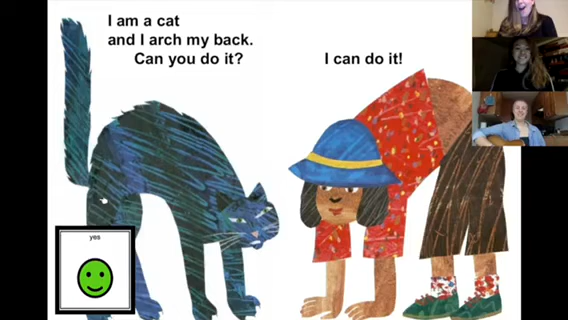 I am a cat
and I arch my back.
Can you do it?
I can do it!
yes